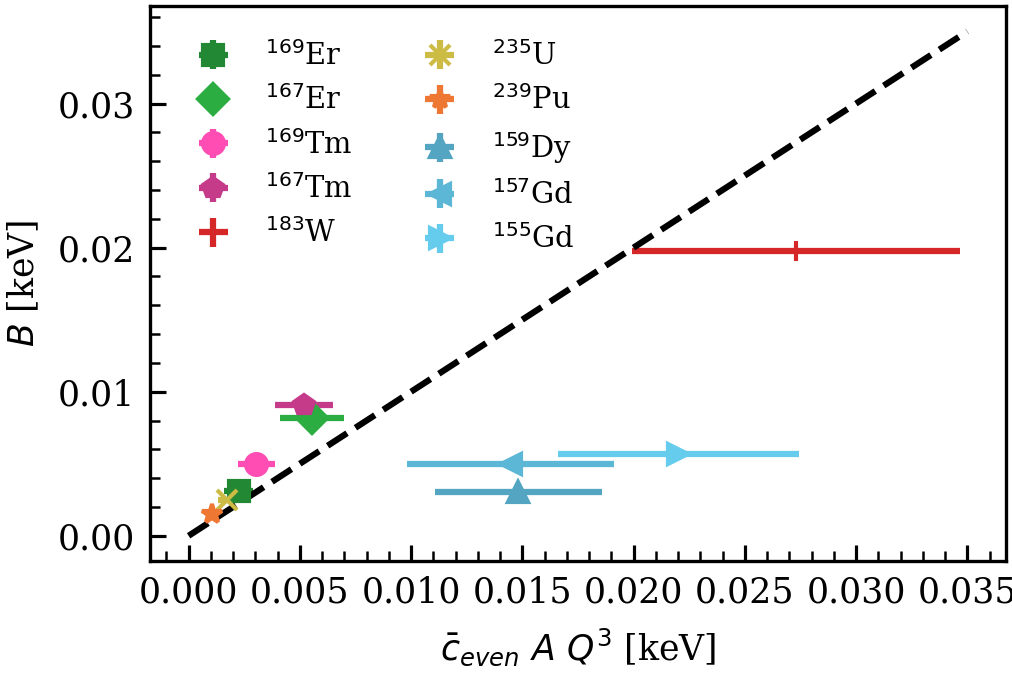 ¹⁶⁹Er
¹⁶⁷Er
¹⁶⁹Tm
¹⁶⁷Tm
¹⁸³W
²³⁵U
²³⁹Pu
¹⁵⁹Dy
¹⁵⁷Gd
¹⁵⁵Gd
B [keV]
0.03
0.02
0.01
0.00
0.000 0.005 0.010 0.015 0.020 0.025 0.030 0.035
c̄_even A Q³ [keV]